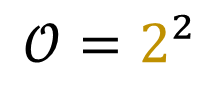 𝒪 = 2²